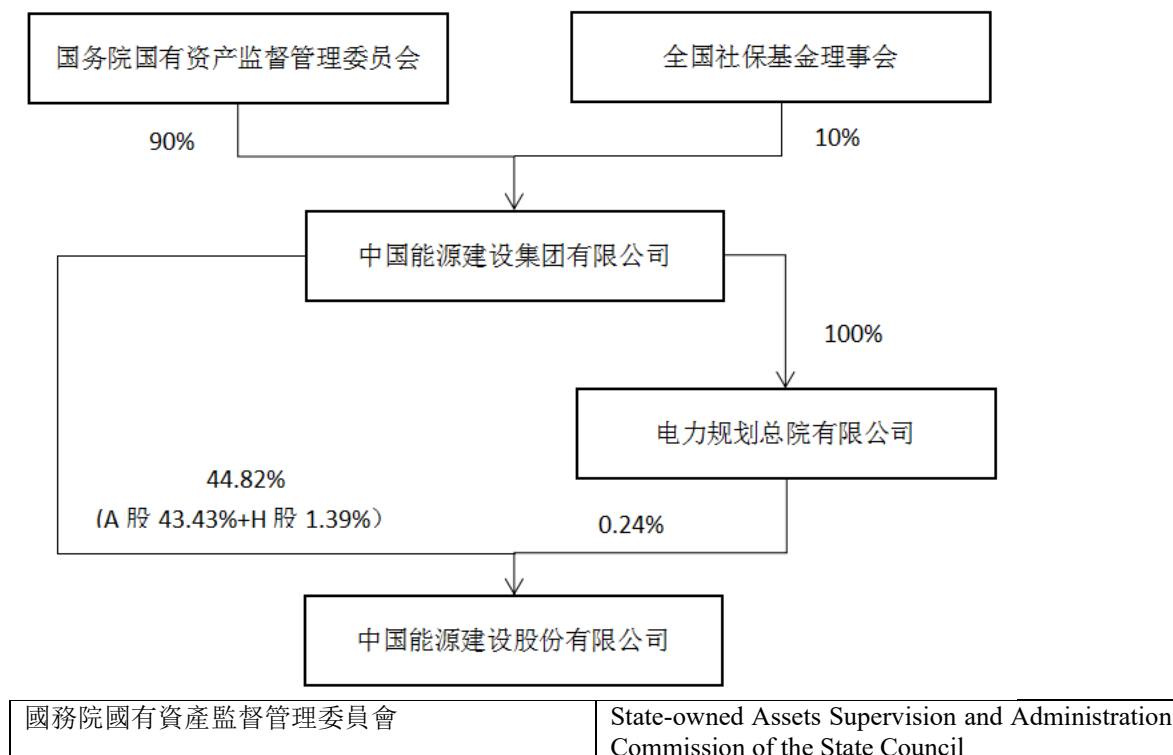 国务院国有资产监督管理委员会
全国社保基金理事会
90%
10%
中国能源建设集团有限公司
100%
电力规划总院有限公司
44.82%
(A 股 43.43%+H 股 1.39%）
0.24%
中国能源建设股份有限公司
國務院國有資產監督管理委員會
State-owned Assets Supervision and Administration
Commission of the State Council